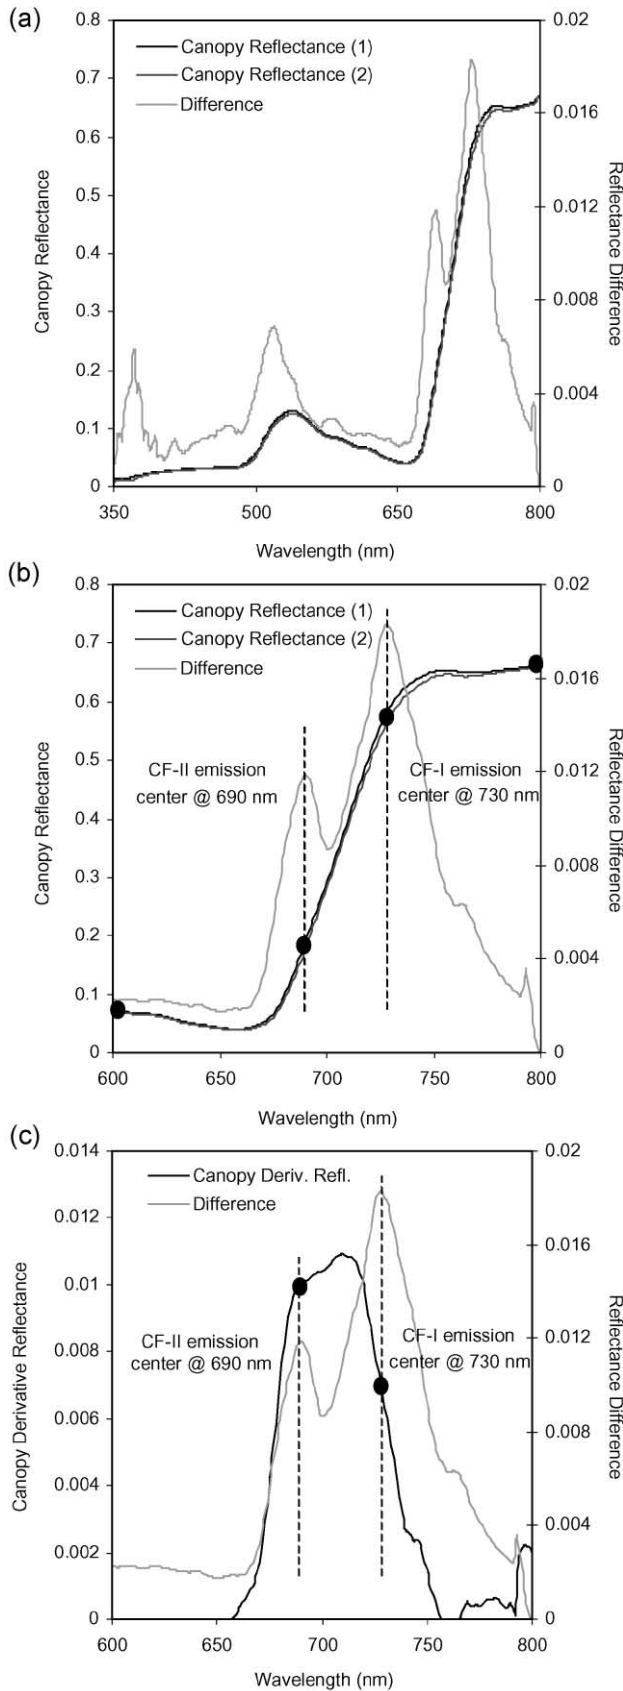 (a)
0.8
0.7
0.6
0.5
0.4
0.3
0.2
0.1
0
Canopy Reflectance
Canopy Reflectance (1)
Canopy Reflectance (2)
Difference
0.02
0.016
0.012
0.008
0.004
0
Reflectance Difference
350
500
650
800
Wavelength (nm)
(b)
0.8
0.7
0.6
0.5
0.4
0.3
0.2
0.1
0
Canopy Reflectance
Canopy Reflectance (1)
Canopy Reflectance (2)
Difference
CF-II emission
center @ 690 nm
CF-I emission
center @ 730 nm
0.02
0.016
0.012
0.008
0.004
0
Reflectance Difference
600
650
700
750
800
Wavelength (nm)
(c)
0.014
0.012
0.01
0.008
0.006
0.004
0.002
0
Canopy Derivative Reflectance
Canopy Deriv. Refl.
Difference
CF-II emission
center @ 690 nm
CF-I emission
center @ 730 nm
0.02
0.016
0.012
0.008
0.004
0
Reflectance Difference
600
650
700
750
800
Wavelength (nm)